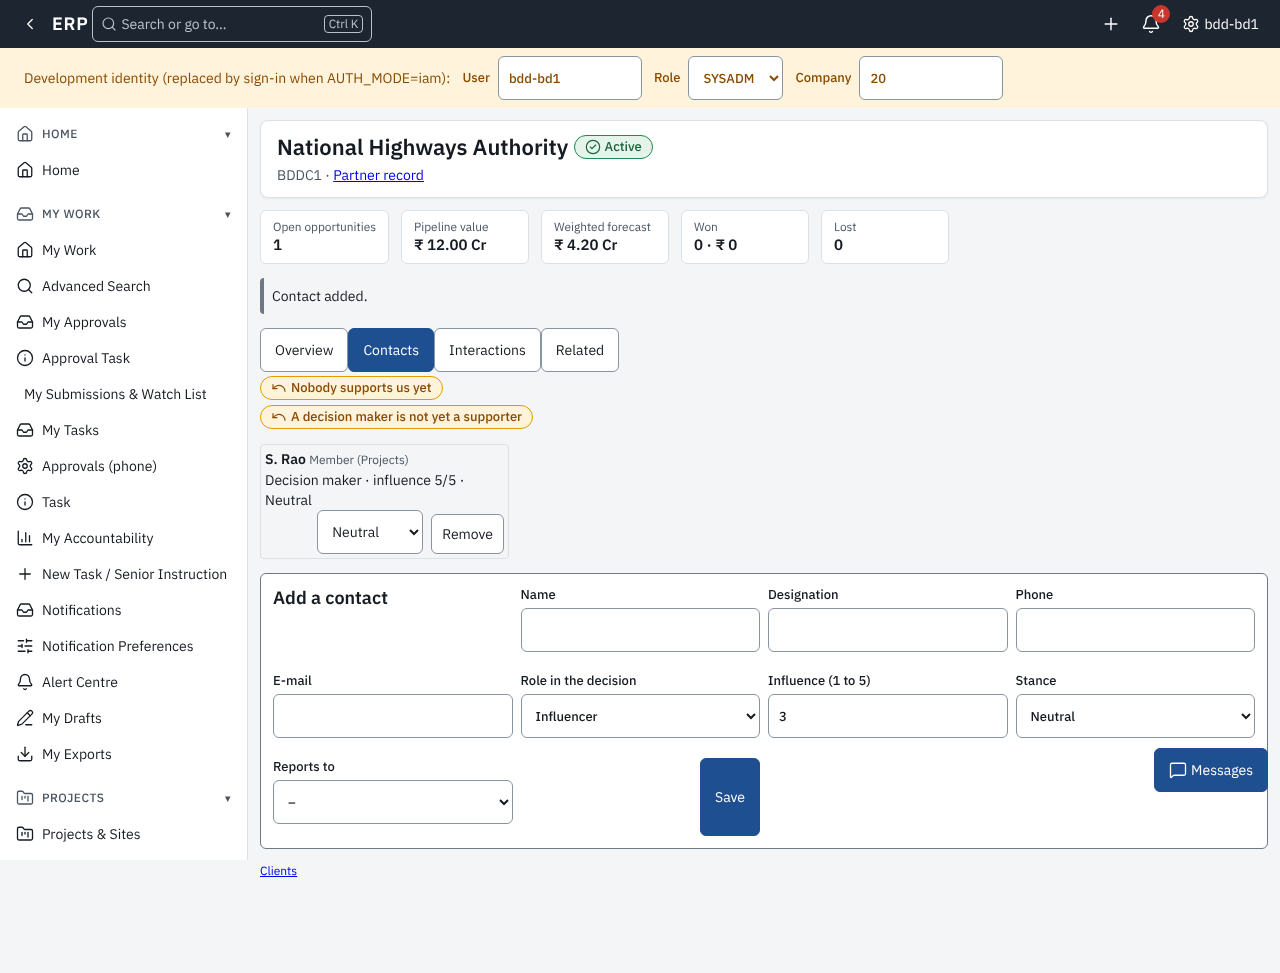 ERP
Search or go to...
Ctrl K
4
bdd-bd1
Development identity (replaced by sign-in when AUTH_MODE=iam):
User
bdd-bd1
Role
SYSADM
Company
20
HOME
Home
MY WORK
My Work
Advanced Search
My Approvals
Approval Task
My Submissions & Watch List
My Tasks
Approvals (phone)
Task
My Accountability
New Task / Senior Instruction
Notifications
Notification Preferences
Alert Centre
My Drafts
My Exports
PROJECTS
Projects & Sites
National Highways Authority
Active
BDDC1 · Partner record
Open opportunities
1
Pipeline value
₹ 12.00 Cr
Weighted forecast
₹ 4.20 Cr
Won
0 · ₹ 0
Lost
0
Contact added.
Overview
Contacts
Interactions
Related
Nobody supports us yet
A decision maker is not yet a supporter
S. Rao Member (Projects)
Decision maker · influence 5/5 ·
Neutral
Neutral
Remove
Add a contact
Name
Designation
Phone
E-mail
Role in the decision
Influencer
Influence (1 to 5)
3
Stance
Neutral
Reports to
–
Save
Messages
Clients